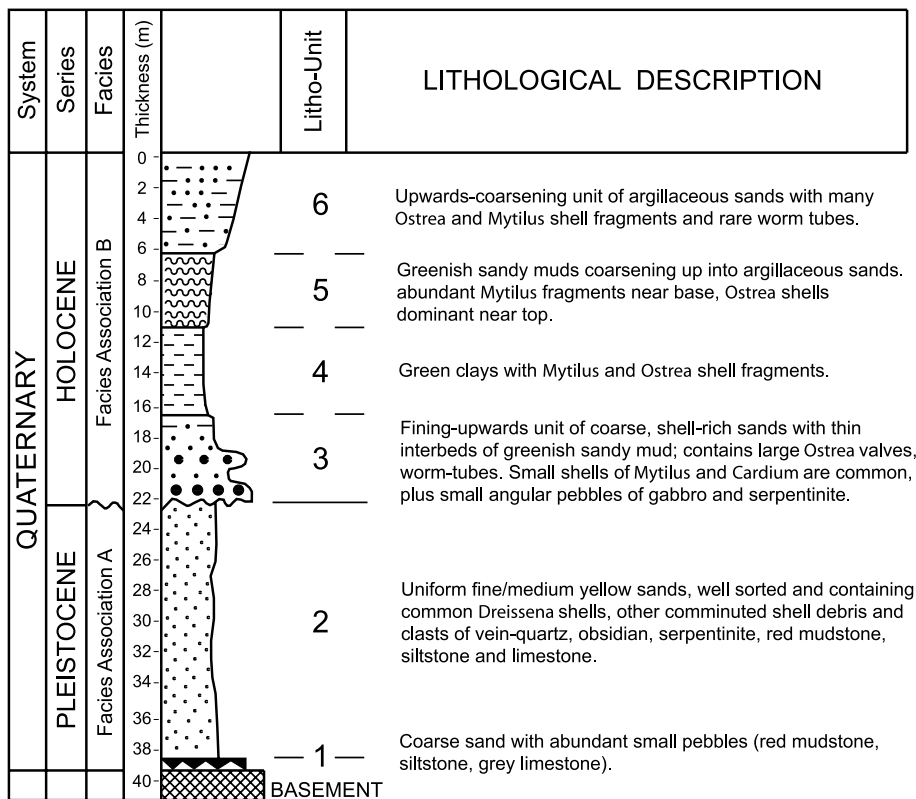 System
Series
Facies
Thickness (m)
Litho-Unit
LITHOLOGICAL DESCRIPTION
QUATERNARY
HOLOCENE
PLEISTOCENE
Facies Association B
Facies Association A
0
2
4
6
8
10
12
14
16
18
20
22
24
26
28
30
32
34
36
38
40
6
Upwards-coarsening unit of argillaceous sands with many
Ostrea and Mytilus shell fragments and rare worm tubes.
5
Greenish sandy muds coarsening up into argillaceous sands.
abundant Mytilus fragments near base, Ostrea shells
dominant near top.
4
Green clays with Mytilus and Ostrea shell fragments.
3
Fining-upwards unit of coarse, shell-rich sands with thin
interbeds of greenish sandy mud; contains large Ostrea valves,
worm-tubes. Small shells of Mytilus and Cardium are common,
plus small angular pebbles of gabbro and serpentinite.
2
Uniform fine/medium yellow sands, well sorted and containing
common Dreissena shells, other comminuted shell debris and
clasts of vein-quartz, obsidian, serpentinite, red mudstone,
siltstone and limestone.
1
Coarse sand with abundant small pebbles (red mudstone,
siltstone, grey limestone).
BASEMENT